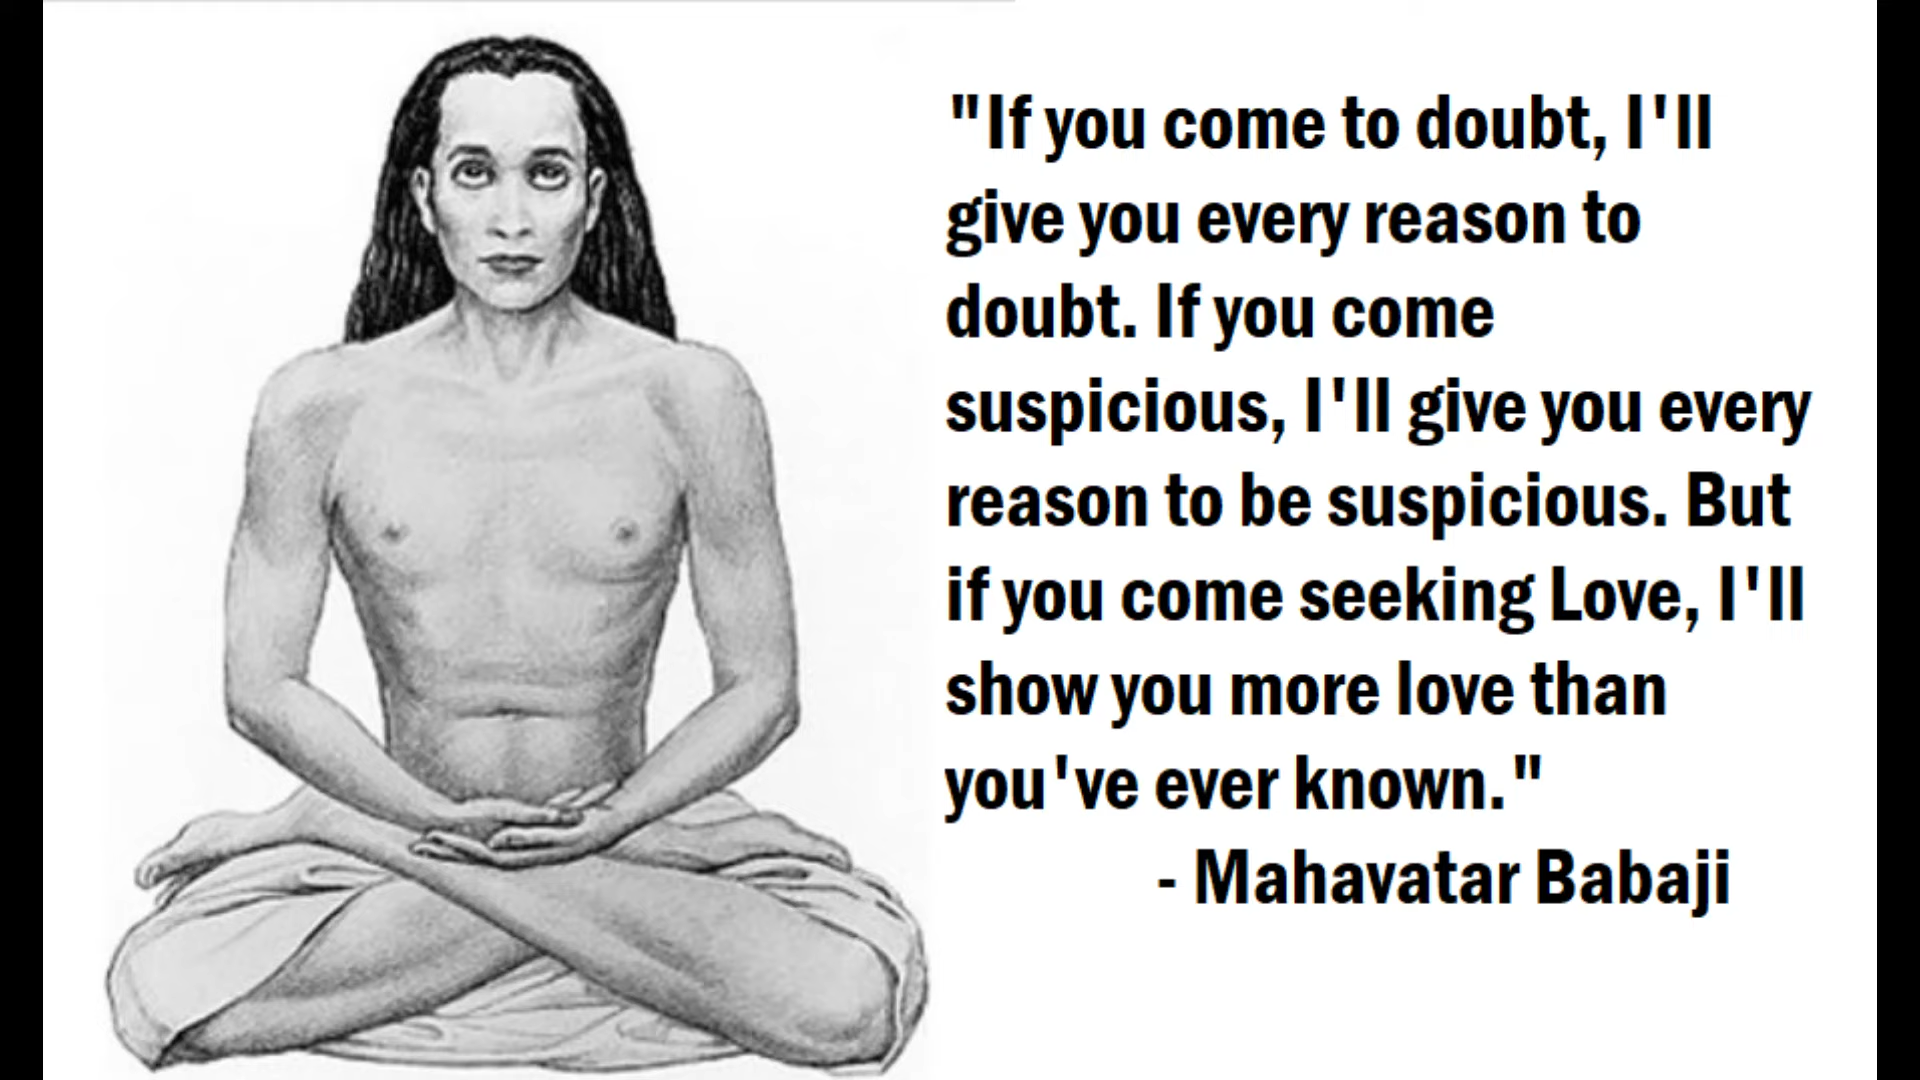 "If you come to doubt, I'll
give you every reason to
doubt. If you come
suspicious, I'll give you every
reason to be suspicious. But
if you come seeking Love, I'll
show you more love than
you've ever known."
- Mahavatar Babaji